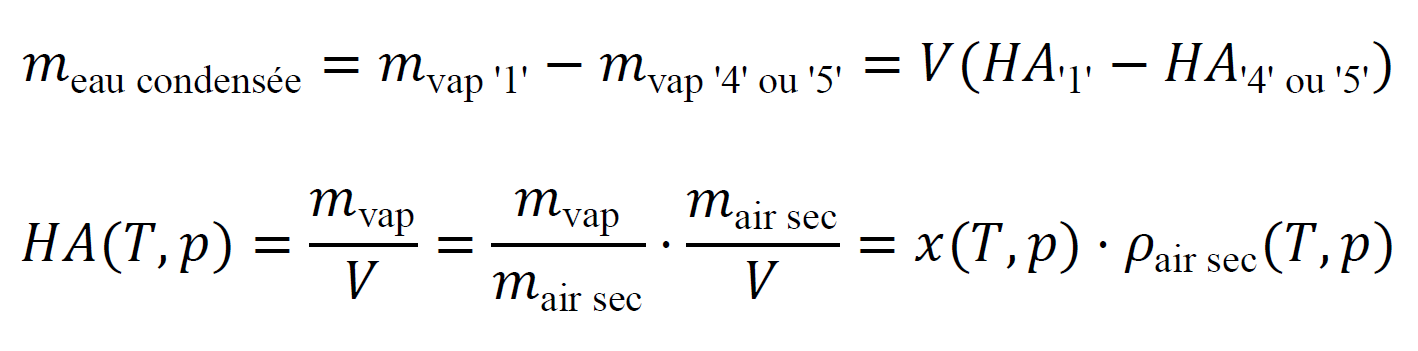 m_eau condensée = m_vap '1' − m_vap '4' ou '5' = V(HA_'1' − HA_'4' ou '5')
HA(T, p) = m_vap / V = m_vap / m_air sec · m_air sec / V = x(T, p) · ρ_air sec(T, p)